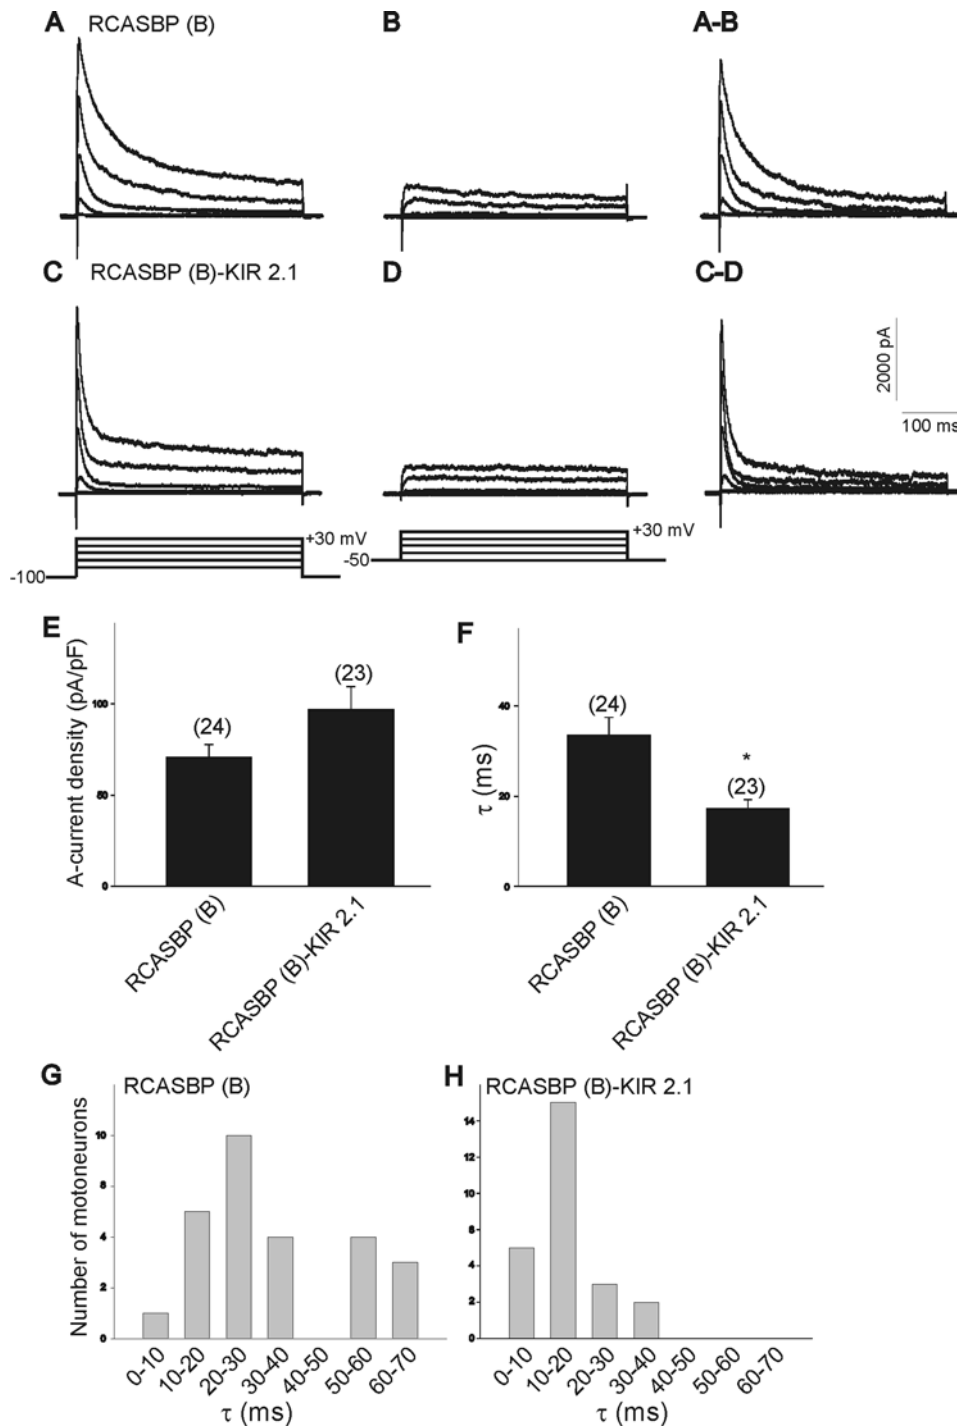 A RCASBP (B)
B
A-B
C RCASBP (B)-KIR 2.1
D
C-D
2000 pA
100 ms
+30 mV
-100
+30 mV
-50
E
A-current density (pA/pF)
100
50
0
(24)
(23)
RCASBP (B)
RCASBP (B)-KIR 2.1
F
τ (ms)
40
20
0
(24)
*
(23)
RCASBP (B)
RCASBP (B)-KIR 2.1
G RCASBP (B)
Number of motoneurons
10
4
2
0
0-10
10-20
20-30
30-40
40-50
50-60
60-70
τ (ms)
H RCASBP (B)-KIR 2.1
14
12
10
4
2
0
0-10
10-20
20-30
30-40
40-50
50-60
60-70
τ (ms)